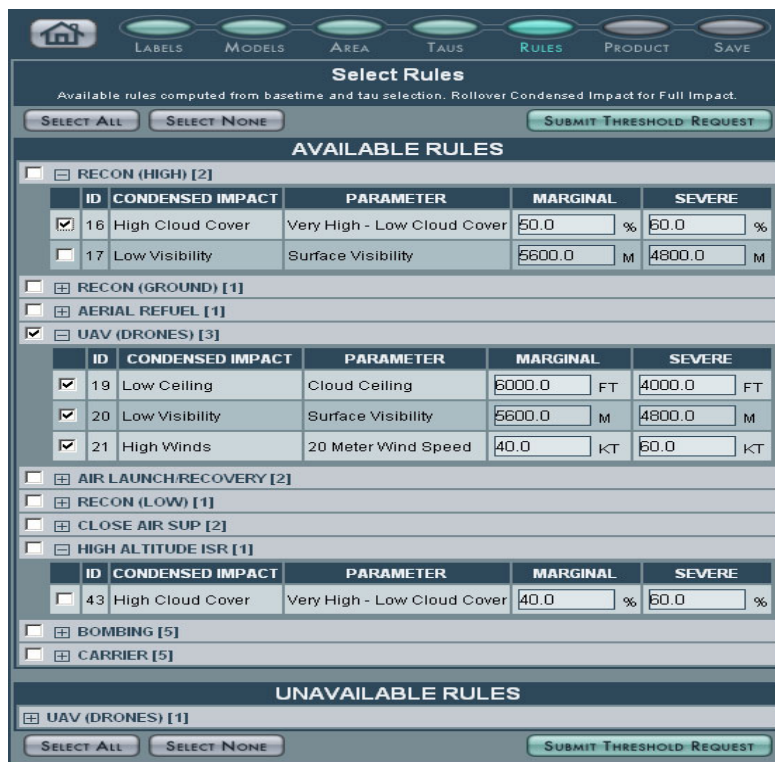 LABELS MODELS AREA TAUS RULES PRODUCT SAVE
Select Rules
Available rules computed from basetime and tau selection. Rollover Condensed Impact for Full Impact.
SELECT ALL SELECT NONE SUBMIT THRESHOLD REQUEST
AVAILABLE RULES
RECON (HIGH) [2]
ID CONDENSED IMPACT PARAMETER MARGINAL SEVERE
16 High Cloud Cover Very High - Low Cloud Cover 50.0 % 60.0 %
17 Low Visibility Surface Visibility 5600.0 M 4800.0 M
RECON (GROUND) [1]
AERIAL REFUEL [1]
UAV (DRONES) [3]
ID CONDENSED IMPACT PARAMETER MARGINAL SEVERE
19 Low Ceiling Cloud Ceiling 6000.0 FT 4000.0 FT
20 Low Visibility Surface Visibility 5600.0 M 4800.0 M
21 High Winds 20 Meter Wind Speed 40.0 KT 60.0 KT
AIR LAUNCH/RECOVERY [2]
RECON (LOW) [1]
CLOSE AIR SUP [2]
HIGH ALTITUDE ISR [1]
ID CONDENSED IMPACT PARAMETER MARGINAL SEVERE
43 High Cloud Cover Very High - Low Cloud Cover 40.0 % 60.0 %
BOMBING [5]
CARRIER [5]
UNAVAILABLE RULES
UAV (DRONES) [1]
SELECT ALL SELECT NONE SUBMIT THRESHOLD REQUEST